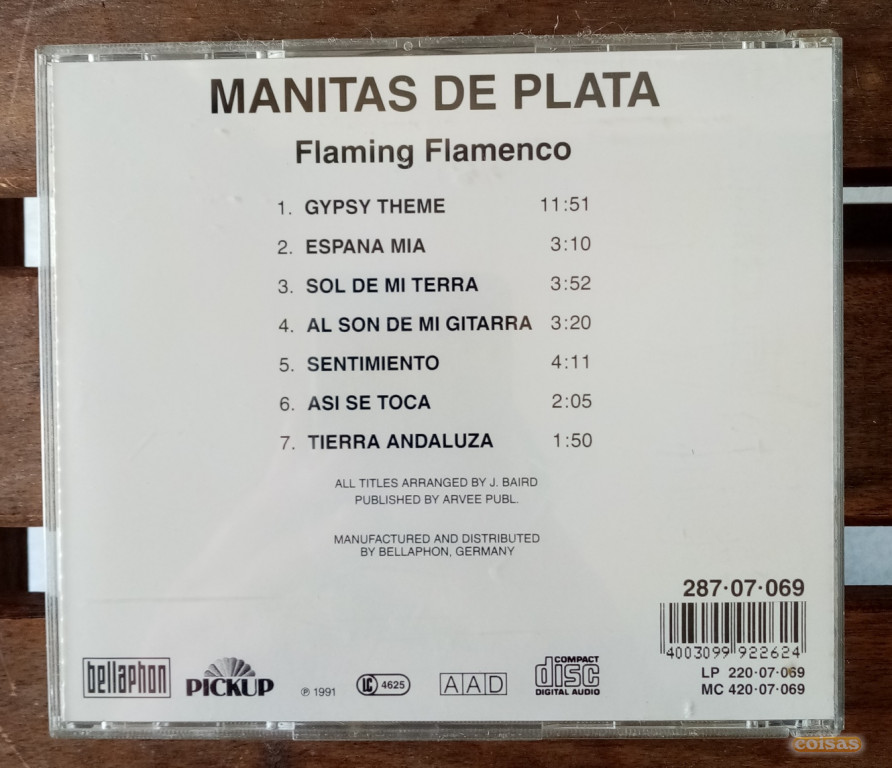 MANITAS DE PLATA
Flaming Flamenco
1. GYPSY THEME 11:51
2. ESPANA MIA 3:10
3. SOL DE MI TERRA 3:52
4. AL SON DE MI GITARRA 3:20
5. SENTIMIENTO 4:11
6. ASI SE TOCA 2:05
7. TIERRA ANDALUZA 1:50
ALL TITLES ARRANGED BY J. BAIRD
PUBLISHED BY ARVEE PUBL.
MANUFACTURED AND DISTRIBUTED
BY BELLAPHON, GERMANY
287·07·069
4003099 922624
LP 220·07·069
MC 420·07·069
bellaphon
PICKUP
℗ 1991
LC 4625
AAD
COMPACT
disc
DIGITAL AUDIO
coisas